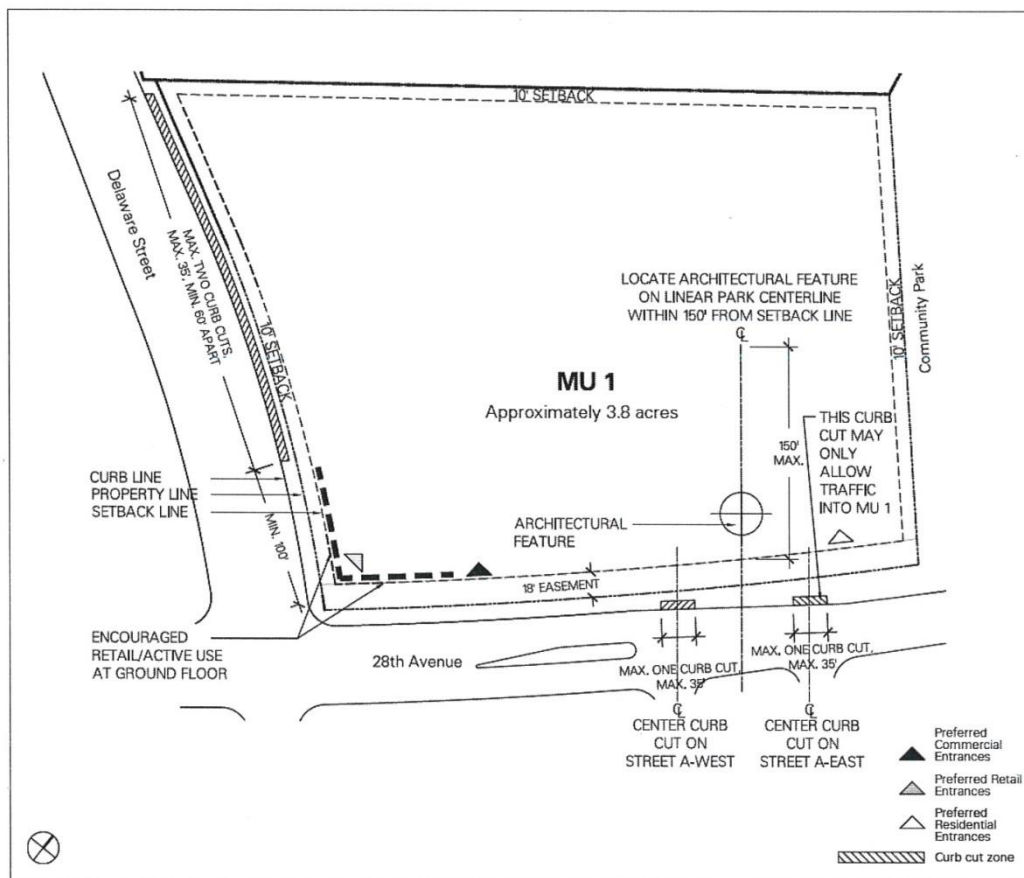 10' SETBACK
Delaware Street
MAX. TWO CURB CUTS,
MAX. 35', MIN. 60' APART
10' SETBACK
LOCATE ARCHITECTURAL FEATURE
ON LINEAR PARK CENTERLINE
WITHIN 150' FROM SETBACK LINE
℄
10' SETBACK
Community Park
MU 1
Approximately 3.8 acres
150'
MAX.
THIS CURB
CUT MAY
ONLY
ALLOW
TRAFFIC
INTO MU 1
CURB LINE
PROPERTY LINE
SETBACK LINE
MIN. 100'
ARCHITECTURAL
FEATURE
18' EASEMENT
ENCOURAGED
RETAIL/ACTIVE USE
AT GROUND FLOOR
28th Avenue
MAX. ONE CURB CUT,
MAX. 35'
MAX. ONE CURB CUT,
MAX. 35'
℄
CENTER CURB
CUT ON
STREET A-WEST
℄
CENTER CURB
CUT ON
STREET A-EAST
Preferred
Commercial
Entrances
Preferred Retail
Entrances
Preferred
Residential
Entrances
Curb cut zone